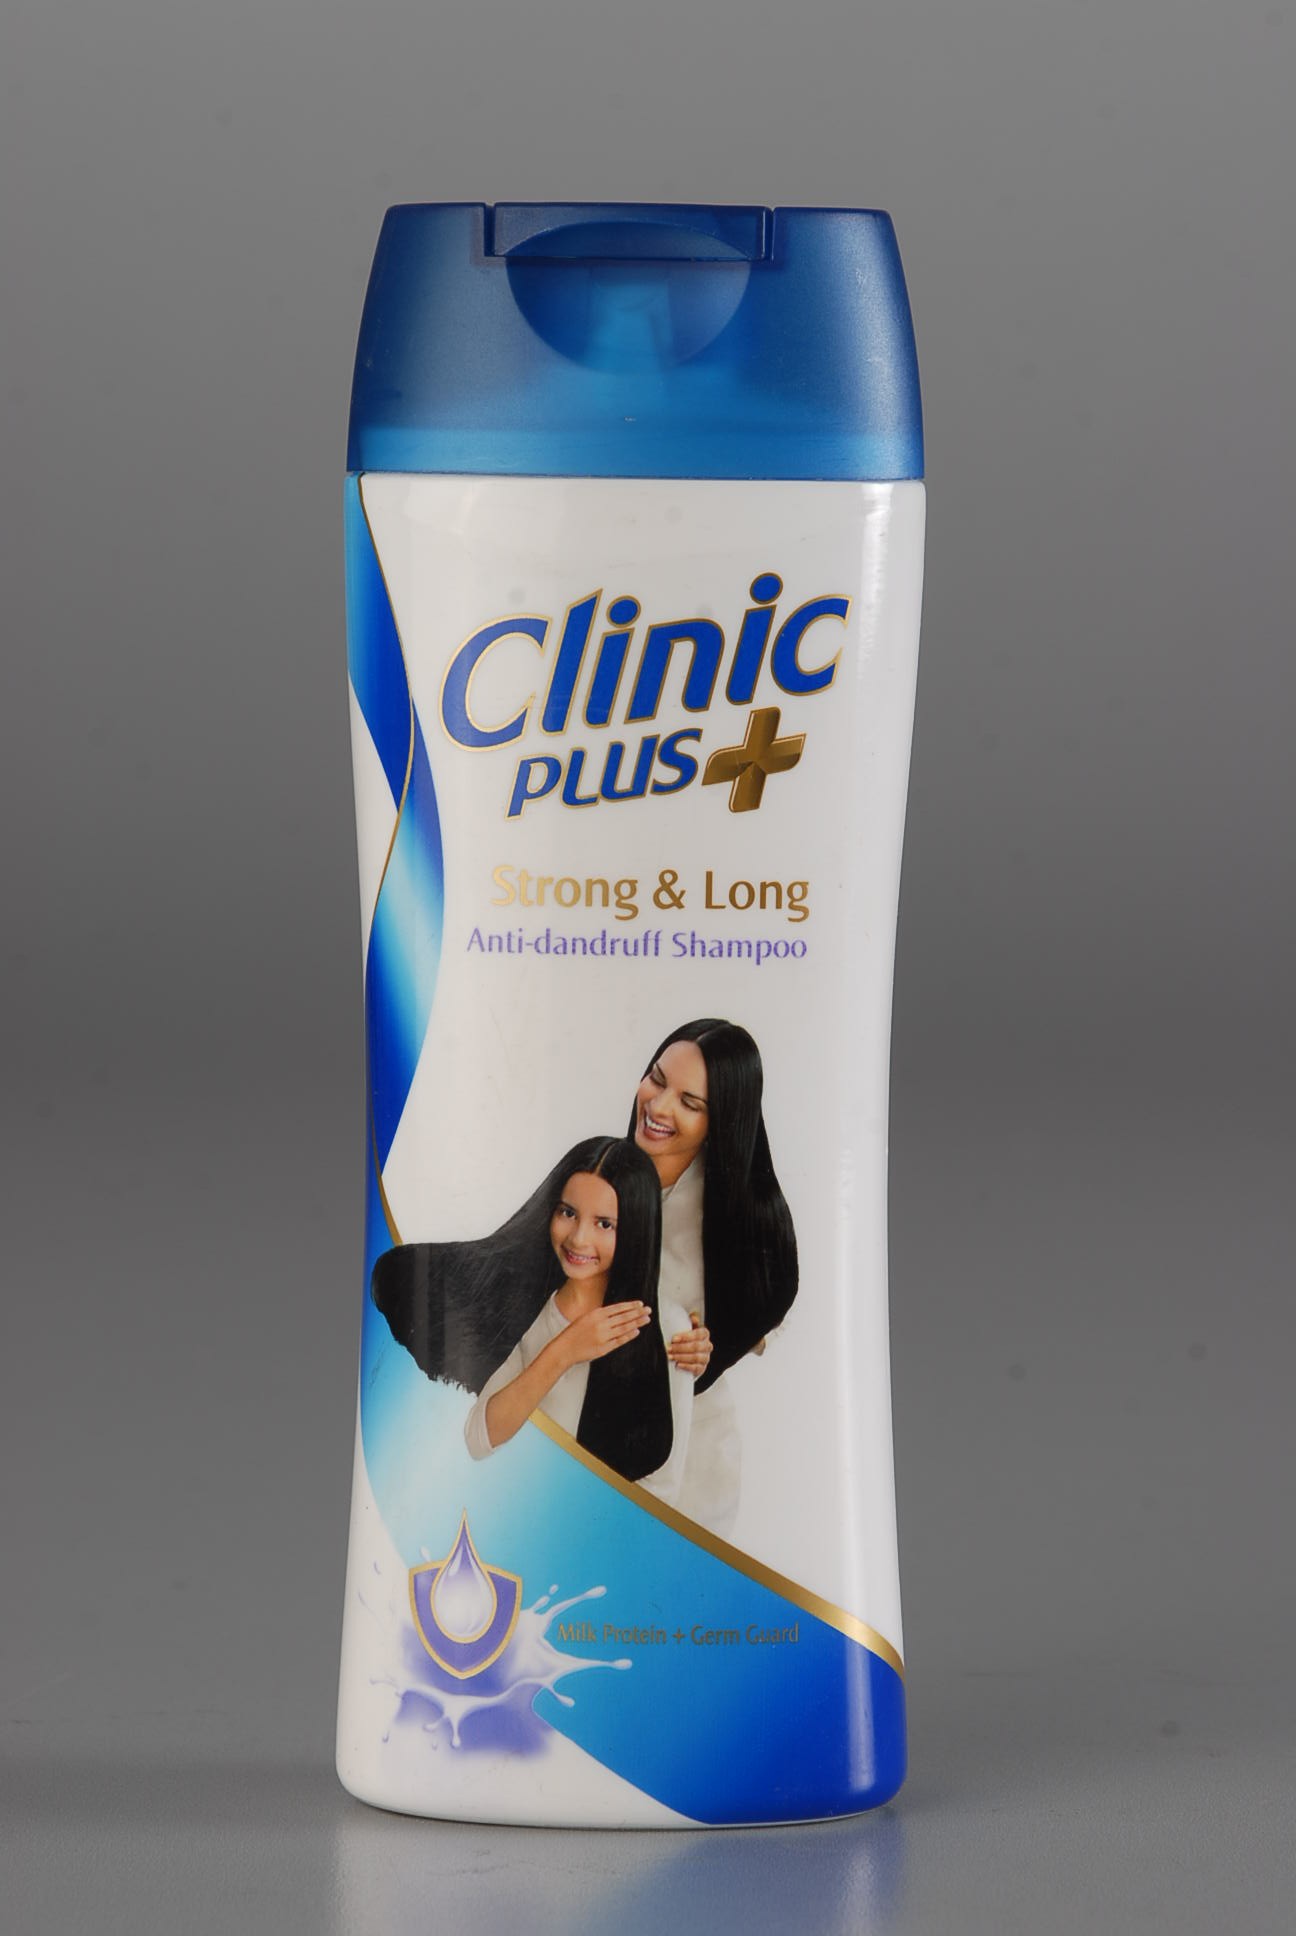 Clinic
PLUS+
Strong & Long
Anti-dandruff Shampoo
Milk Protein + Germ Guard